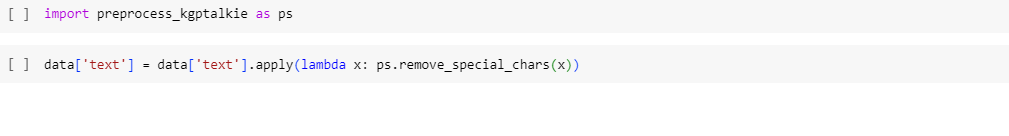 [ ] import preprocess_kgptalkie as ps
[ ] data['text'] = data['text'].apply(lambda x: ps.remove_special_chars(x))